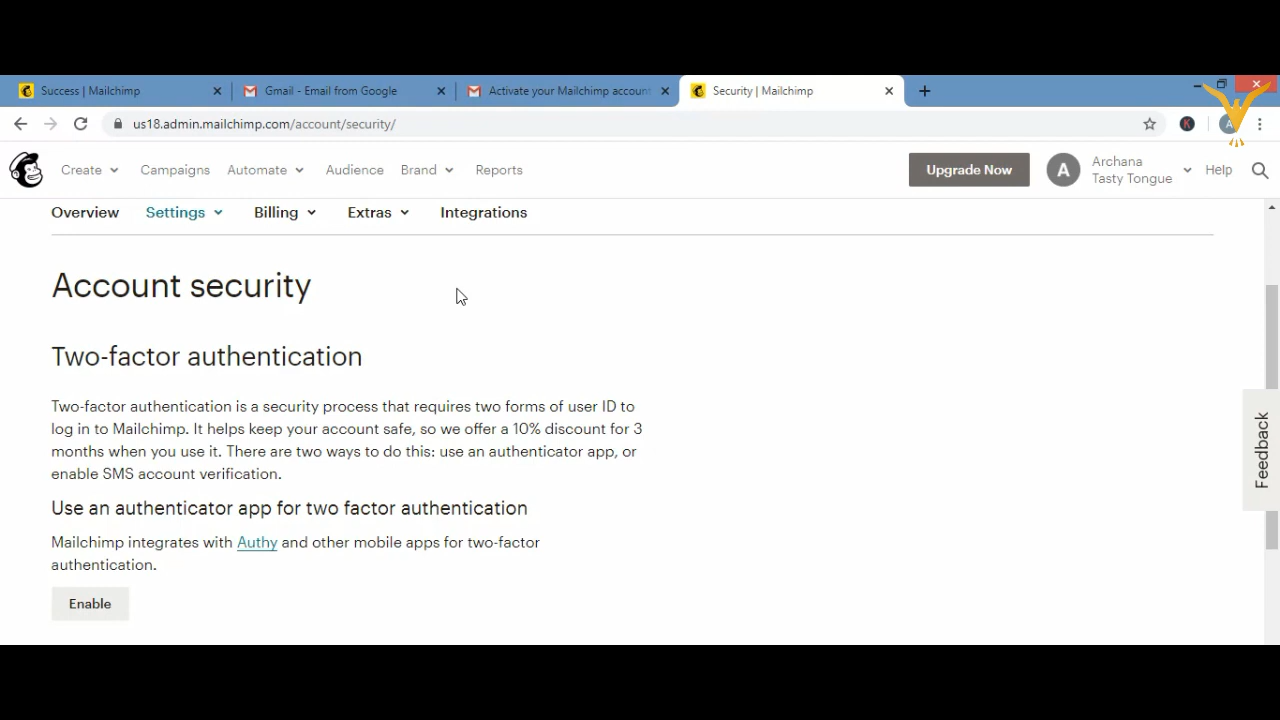 Success | Mailchimp
Gmail - Email from Google
Activate your Mailchimp accoun
Security | Mailchimp
us18.admin.mailchimp.com/account/security/
K
A
Create
Campaigns
Automate
Audience
Brand
Reports
Upgrade Now
A
Archana
Tasty Tongue
Help
Overview
Settings
Billing
Extras
Integrations
Account security
Two-factor authentication
Two-factor authentication is a security process that requires two forms of user ID to
log in to Mailchimp. It helps keep your account safe, so we offer a 10% discount for 3
months when you use it. There are two ways to do this: use an authenticator app, or
enable SMS account verification.
Use an authenticator app for two factor authentication
Mailchimp integrates with Authy and other mobile apps for two-factor
authentication.
Enable
Feedback